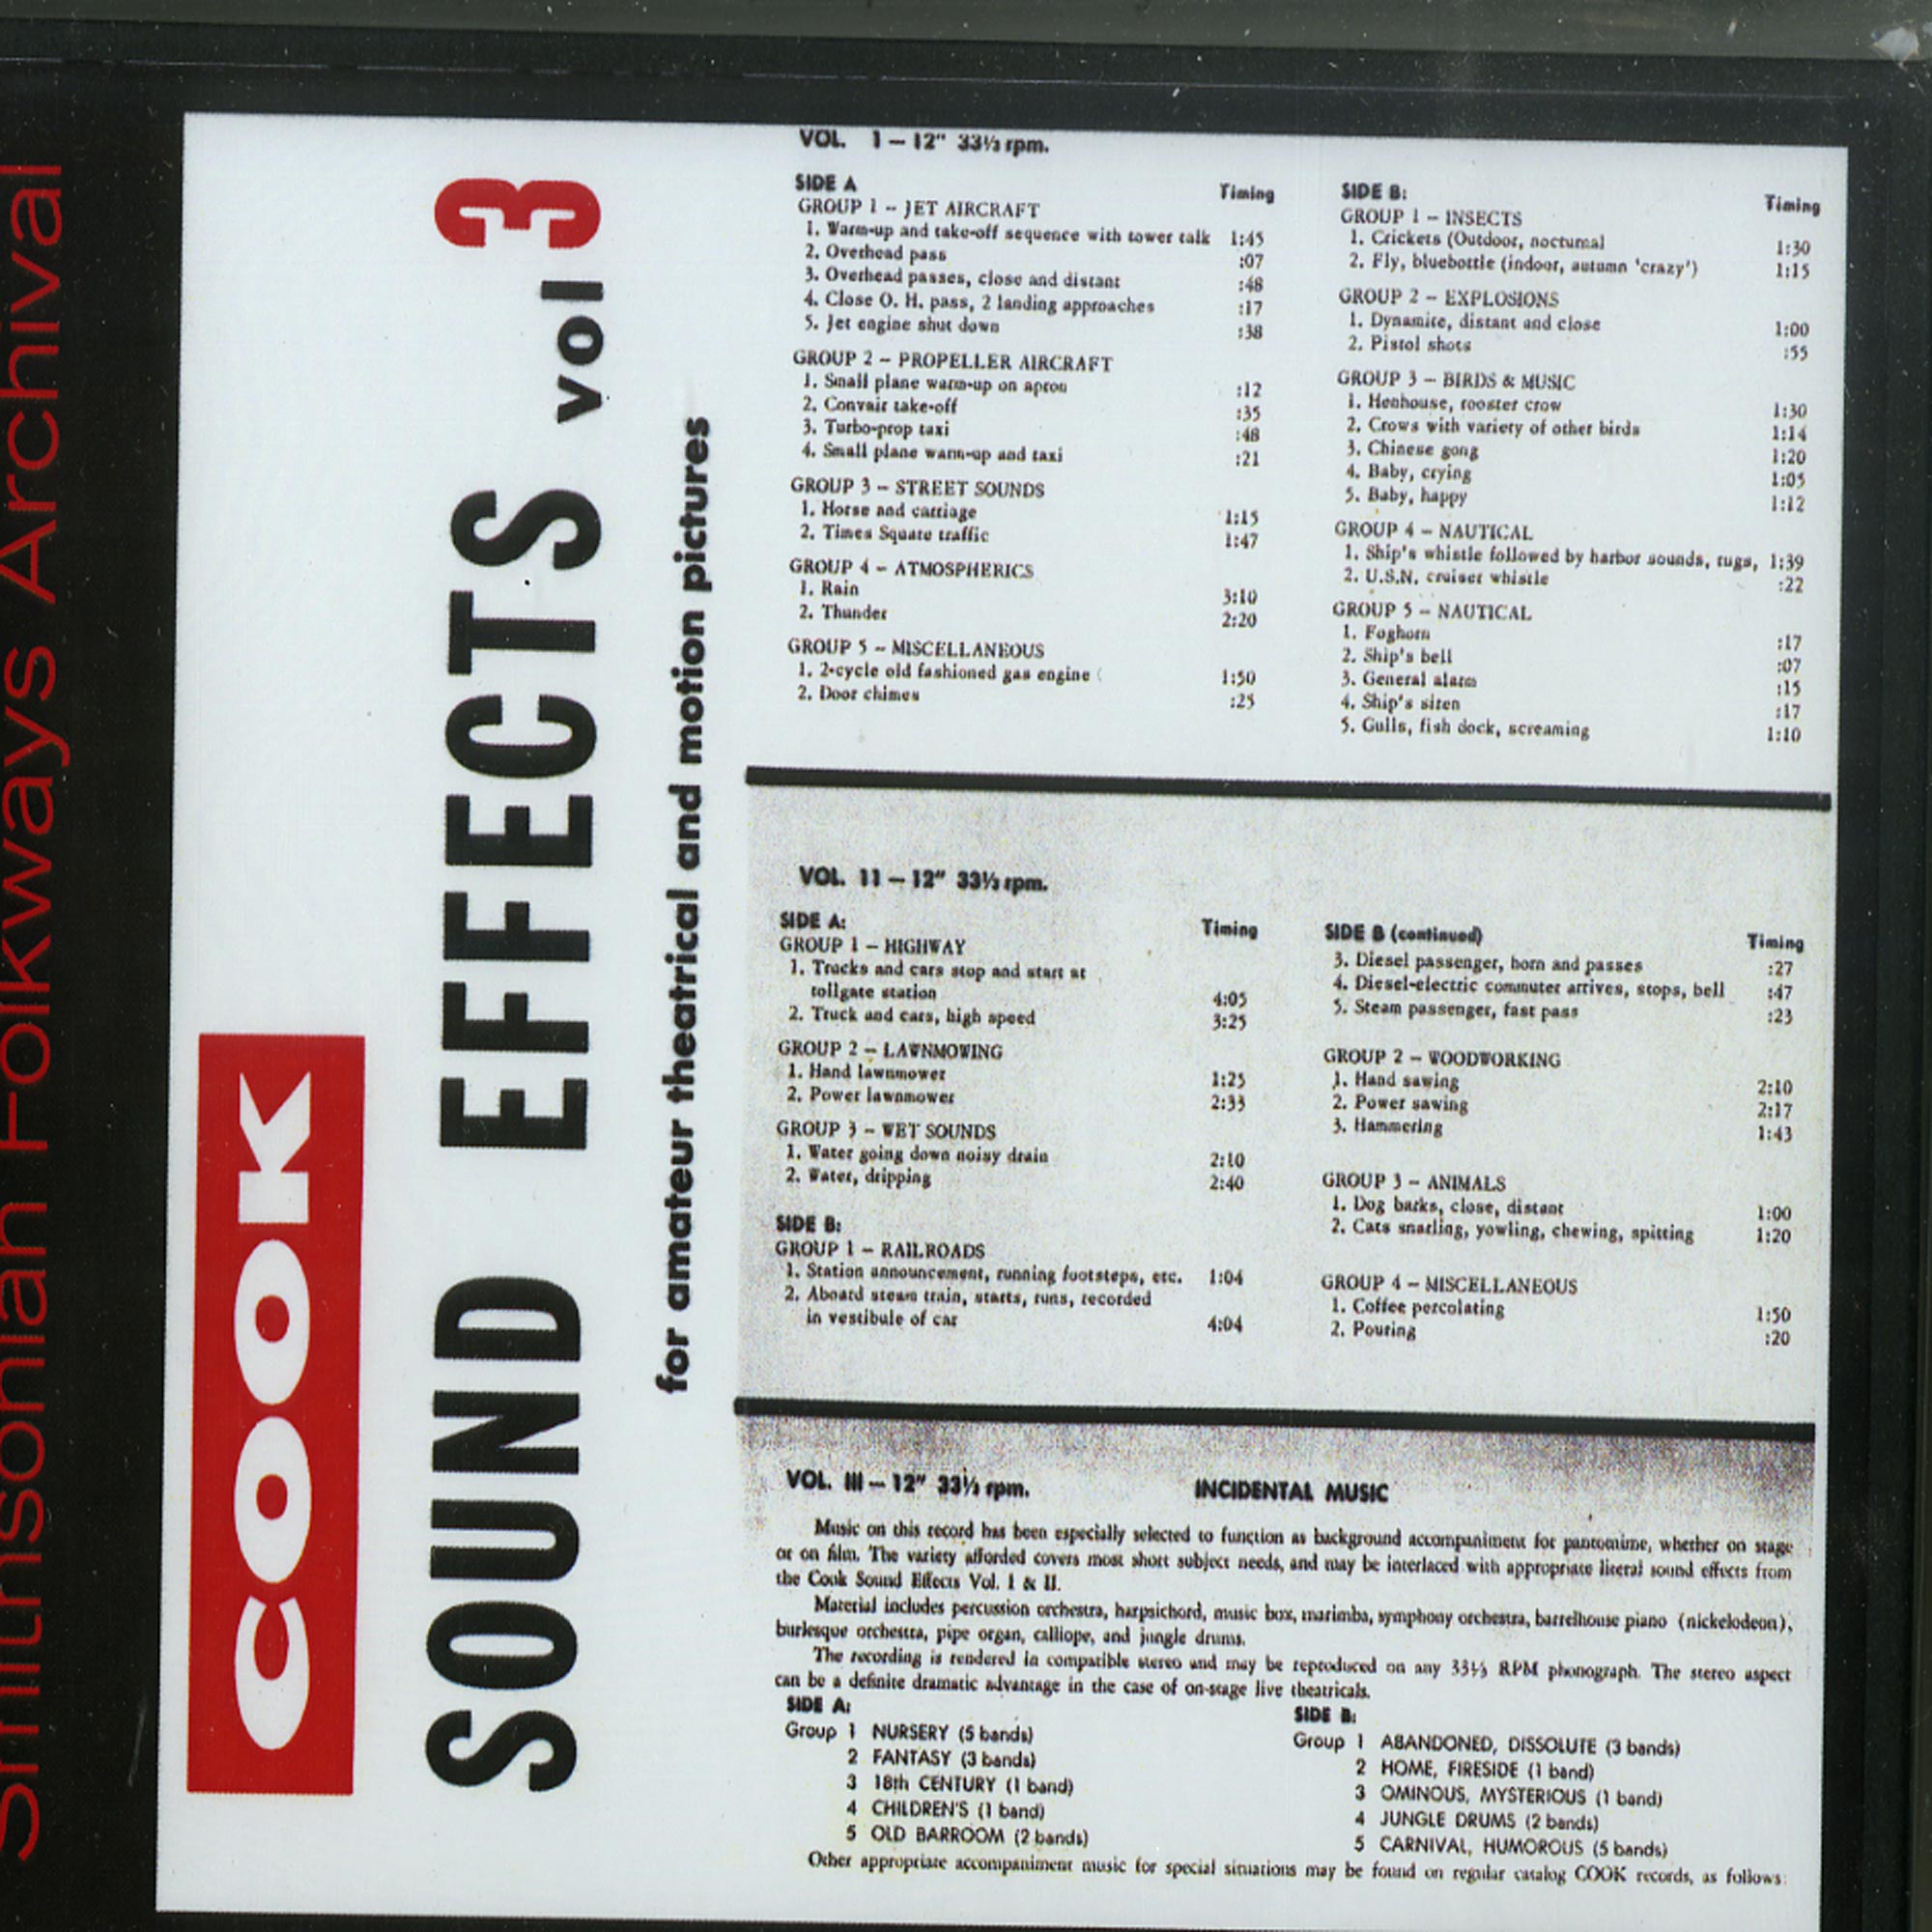 Smithsonian Folkways Archival
COOK
SOUND EFFECTS vol 3
for amateur theatrical and motion pictures
VOL. 1 – 12" 33⅓ rpm.
SIDE A
Timing
GROUP 1 -- JET AIRCRAFT
1. Warm-up and take-off sequence with tower talk 1:45
2. Overhead pass :07
3. Overhead passes, close and distant :48
4. Close O. H. pass, 2 landing approaches :17
5. Jet engine shut down :38
GROUP 2 – PROPELLER AIRCRAFT
1. Small plane warm-up on apron :12
2. Convair take-off :35
3. Turbo-prop taxi :48
4. Small plane warm-up and taxi :21
GROUP 3 – STREET SOUNDS
1. Horse and carriage 1:15
2. Times Square traffic 1:47
GROUP 4 – ATMOSPHERICS
1. Rain 3:10
2. Thunder 2:20
GROUP 5 – MISCELLANEOUS
1. 2-cycle old fashioned gas engine ( 1:50
2. Door chimes :25
SIDE B:
Timing
GROUP 1 – INSECTS
1. Crickets (Outdoor, nocturnal 1:30
2. Fly, bluebottle (indoor, autumn 'crazy') 1:15
GROUP 2 – EXPLOSIONS
1. Dynamite, distant and close 1:00
2. Pistol shots :55
GROUP 3 – BIRDS & MUSIC
1. Henhouse, rooster crow 1:30
2. Crows with variety of other birds 1:14
3. Chinese gong 1:20
4. Baby, crying 1:05
5. Baby, happy 1:12
GROUP 4 – NAUTICAL
1. Ship's whistle followed by harbor sounds, tugs, 1:39
2. U.S.N. cruiser whistle :22
GROUP 5 – NAUTICAL
1. Foghorn :17
2. Ship's bell :07
3. General alarm :15
4. Ship's siren :17
5. Gulls, fish dock, screaming 1:10
VOL. 11 – 12" 33⅓ rpm.
SIDE A:
Timing
GROUP 1 – HIGHWAY
1. Trucks and cars stop and start at
tollgate station 4:05
2. Truck and cars, high speed 3:25
GROUP 2 – LAWNMOWING
1. Hand lawnmower 1:25
2. Power lawnmower 2:33
GROUP 3 – WET SOUNDS
1. Water going down noisy drain 2:10
2. Water, dripping 2:40
SIDE B:
GROUP 1 – RAILROADS
1. Station announcement, running footsteps, etc. 1:04
2. Aboard steam train, starts, runs, recorded
in vestibule of car 4:04
SIDE B (continued)
Timing
3. Diesel passenger, horn and passes :27
4. Diesel-electric commuter arrives, stops, bell :47
5. Steam passenger, fast pass :23
GROUP 2 – WOODWORKING
1. Hand sawing 2:10
2. Power sawing 2:17
3. Hammering 1:43
GROUP 3 – ANIMALS
1. Dog barks, close, distant 1:00
2. Cats snarling, yowling, chewing, spitting 1:20
GROUP 4 – MISCELLANEOUS
1. Coffee percolating 1:50
2. Pouring :20
VOL. III – 12" 33⅓ rpm. INCIDENTAL MUSIC
Music on this record has been especially selected to function as background accompaniment for pantomime, whether on stage
or on film. The variety afforded covers most short subject needs, and may be interlaced with appropriate literal sound effects from
the Cook Sound Effects Vol. I & II.
Material includes percussion orchestra, harpsichord, music box, marimba, symphony orchestra, barrelhouse piano (nickelodeon),
burlesque orchestra, pipe organ, calliope, and jungle drums.
The recording is rendered in compatible stereo and may be reproduced on any 33⅓ RPM phonograph. The stereo aspect
can be a definite dramatic advantage in the case of on-stage live theatricals.
SIDE A:
Group 1 NURSERY (5 bands)
2 FANTASY (3 bands)
3 18th CENTURY (1 band)
4 CHILDREN'S (1 band)
5 OLD BARROOM (2 bands)
SIDE B:
Group 1 ABANDONED, DISSOLUTE (3 bands)
2 HOME, FIRESIDE (1 band)
3 OMINOUS, MYSTERIOUS (1 band)
4 JUNGLE DRUMS (2 bands)
5 CARNIVAL, HUMOROUS (5 bands)
Other appropriate accompaniment music for special situations may be found on regular catalog COOK records, as follows: